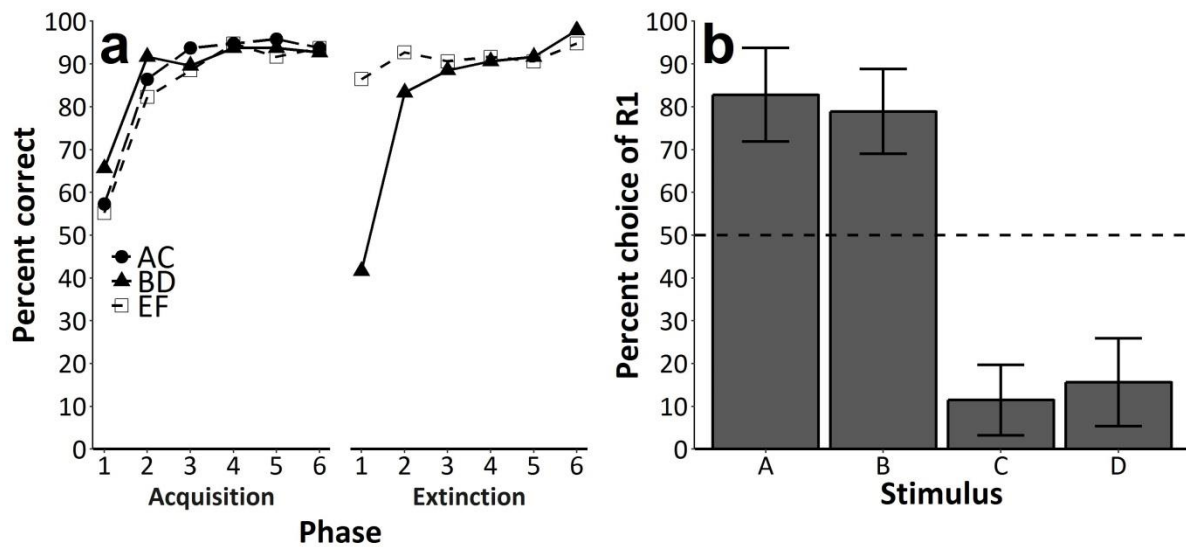 a
Percent correct
100
90
80
70
60
50
40
30
20
10
0
AC
BD
EF
1 2 3 4 5 6
1 2 3 4 5 6
Acquisition
Extinction
Phase
b
Percent choice of R1
100
90
80
70
60
50
40
30
20
10
0
A B C D
Stimulus